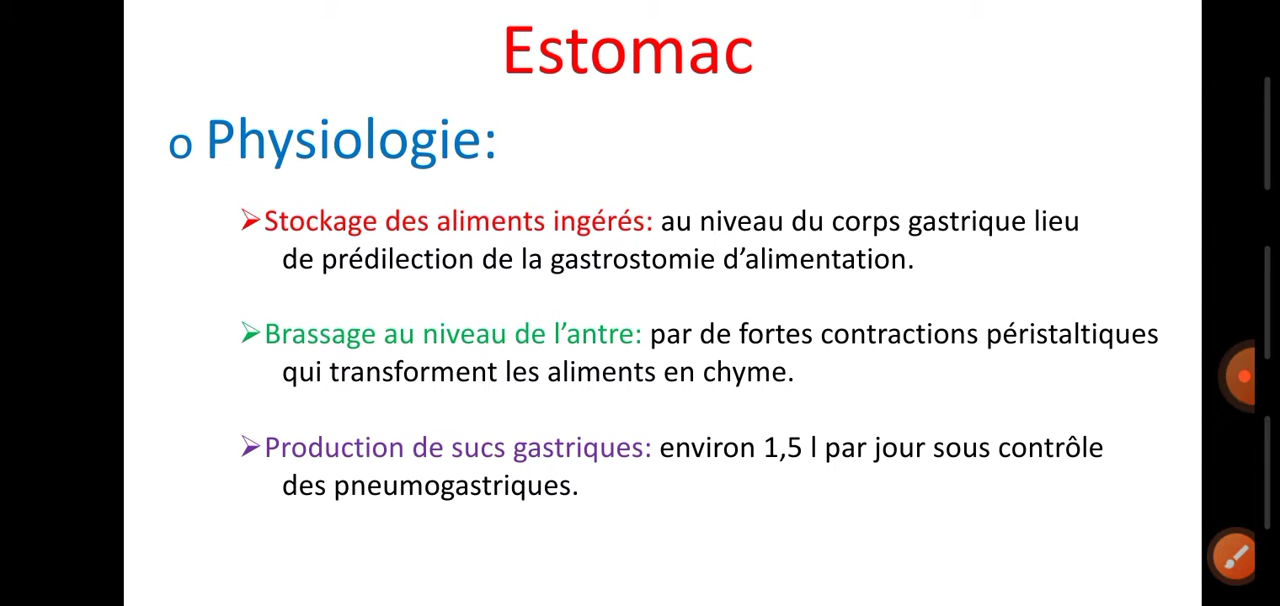 Estomac
o Physiologie:
➢Stockage des aliments ingérés: au niveau du corps gastrique lieu
de prédilection de la gastrostomie d’alimentation.
➢Brassage au niveau de l’antre: par de fortes contractions péristaltiques
qui transforment les aliments en chyme.
➢Production de sucs gastriques: environ 1,5 l par jour sous contrôle
des pneumogastriques.